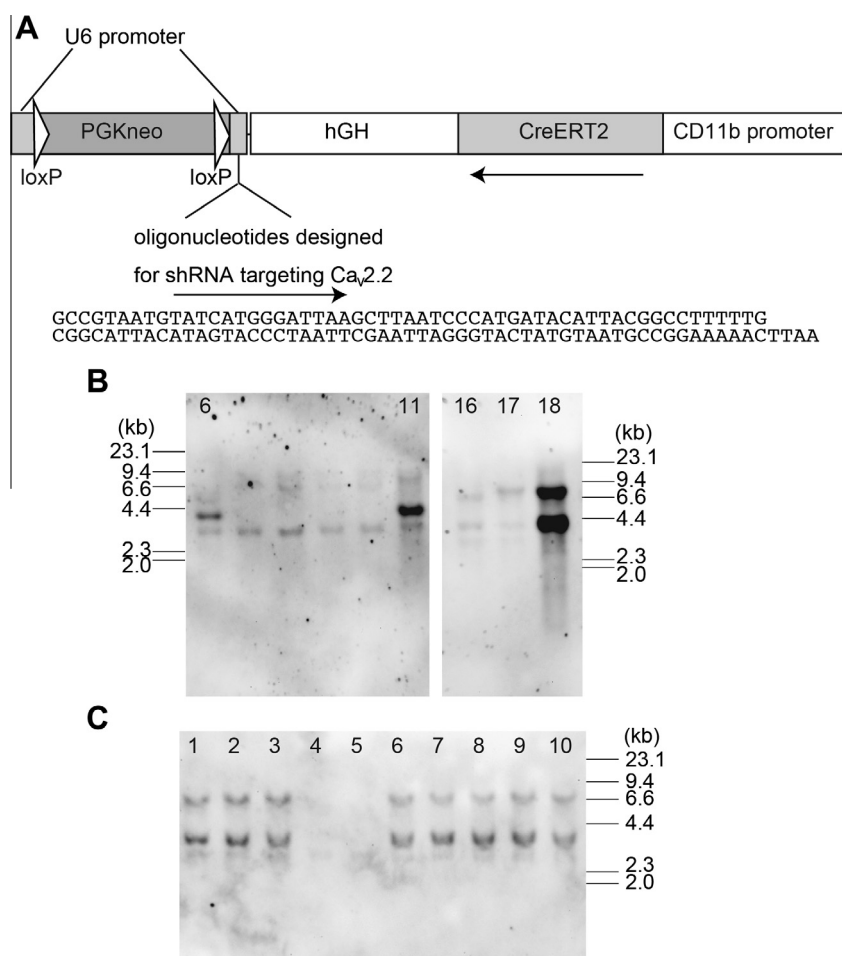 A
U6 promoter
PGKneo
hGH
CreERT2
CD11b promoter
loxP
loxP
oligonucleotides designed
for shRNA targeting Cav2.2
GCCGTAATGTATCATGGGATTAAGCTTAATCCCATGATACATTACGGCCTTTTTG
CGGCATTACATAGTACCCTAATTCGAATTAGGGTACTATGTAATGCCGGAAAAACTTAA
B
(kb)
23.1
9.4
6.6
4.4
2.3
2.0
6
11
16
17
18
23.1
9.4
6.6
4.4
2.3
2.0
C
1
2
3
4
5
6
7
8
9
10
(kb)
23.1
9.4
6.6
4.4
2.3
2.0